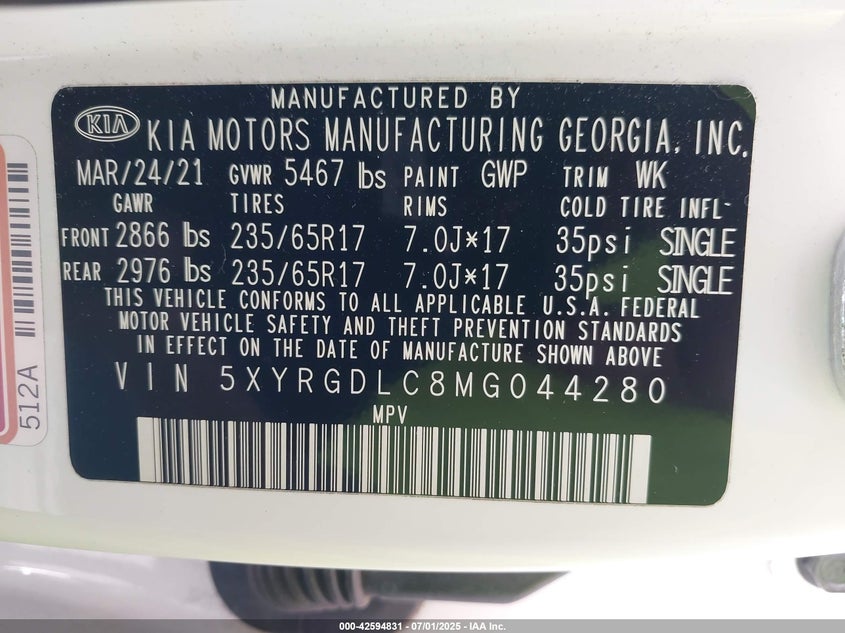 MANUFACTURED BY
KIA KIA MOTORS MANUFACTURING GEORGIA, INC.
MAR/24/21 GVWR 5467 lbs PAINT GWP TRIM WK
GAWR TIRES RIMS COLD TIRE INFL-
FRONT 2866 lbs 235/65R17 7.0J*17 35psi SINGLE
REAR 2976 lbs 235/65R17 7.0J*17 35psi SINGLE
THIS VEHICLE CONFORMS TO ALL APPLICABLE U.S.A. FEDERAL
MOTOR VEHICLE SAFETY AND THEFT PREVENTION STANDARDS
IN EFFECT ON THE DATE OF MANUFACTURE SHOWN ABOVE
VIN 5XYRGDLC8MG044280
MPV
512A
000-42594831 - 07/01/2025 - IAA Inc.